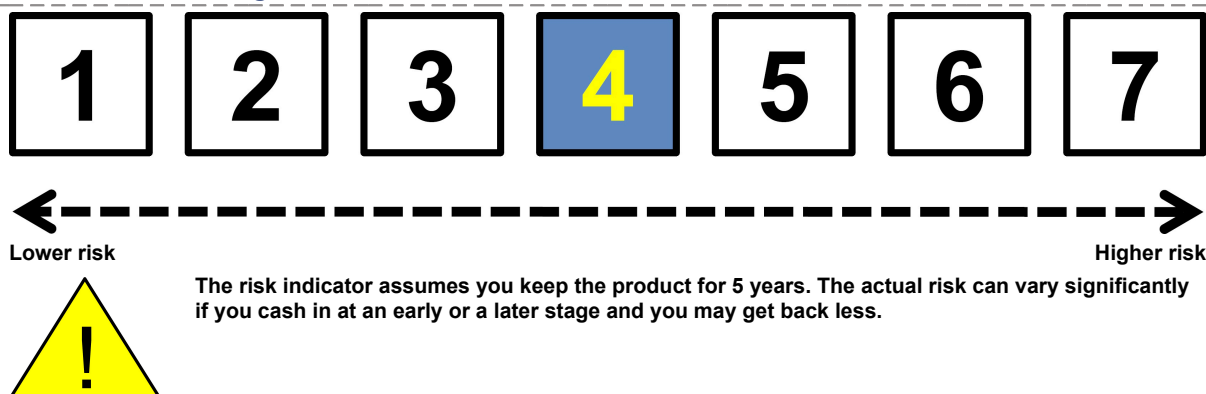 1 2 3 4 5 6 7
Lower risk Higher risk
The risk indicator assumes you keep the product for 5 years. The actual risk can vary significantly
if you cash in at an early or a later stage and you may get back less.
!